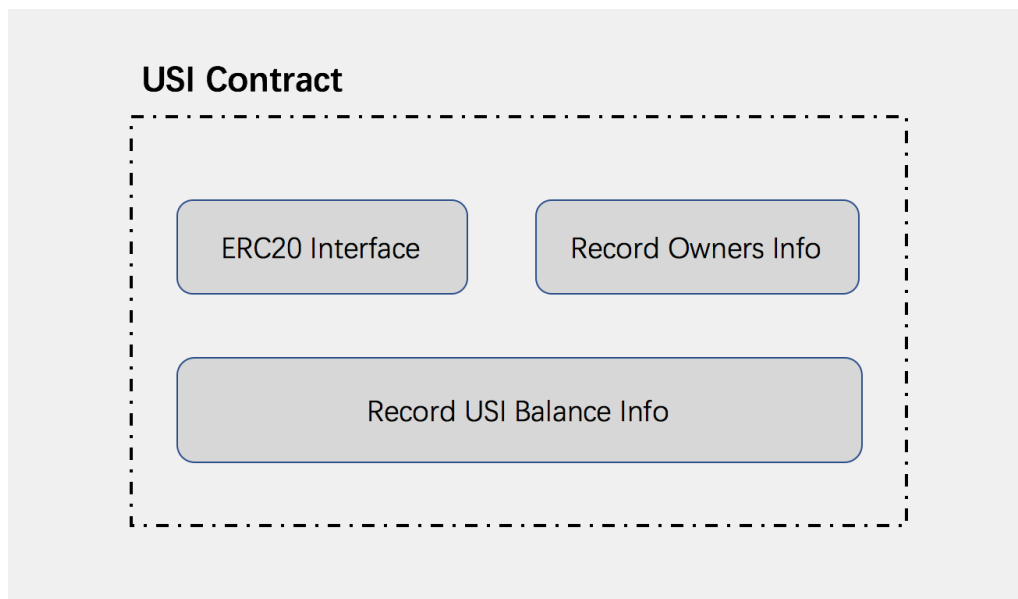 USI Contract
ERC20 Interface
Record Owners Info
Record USI Balance Info